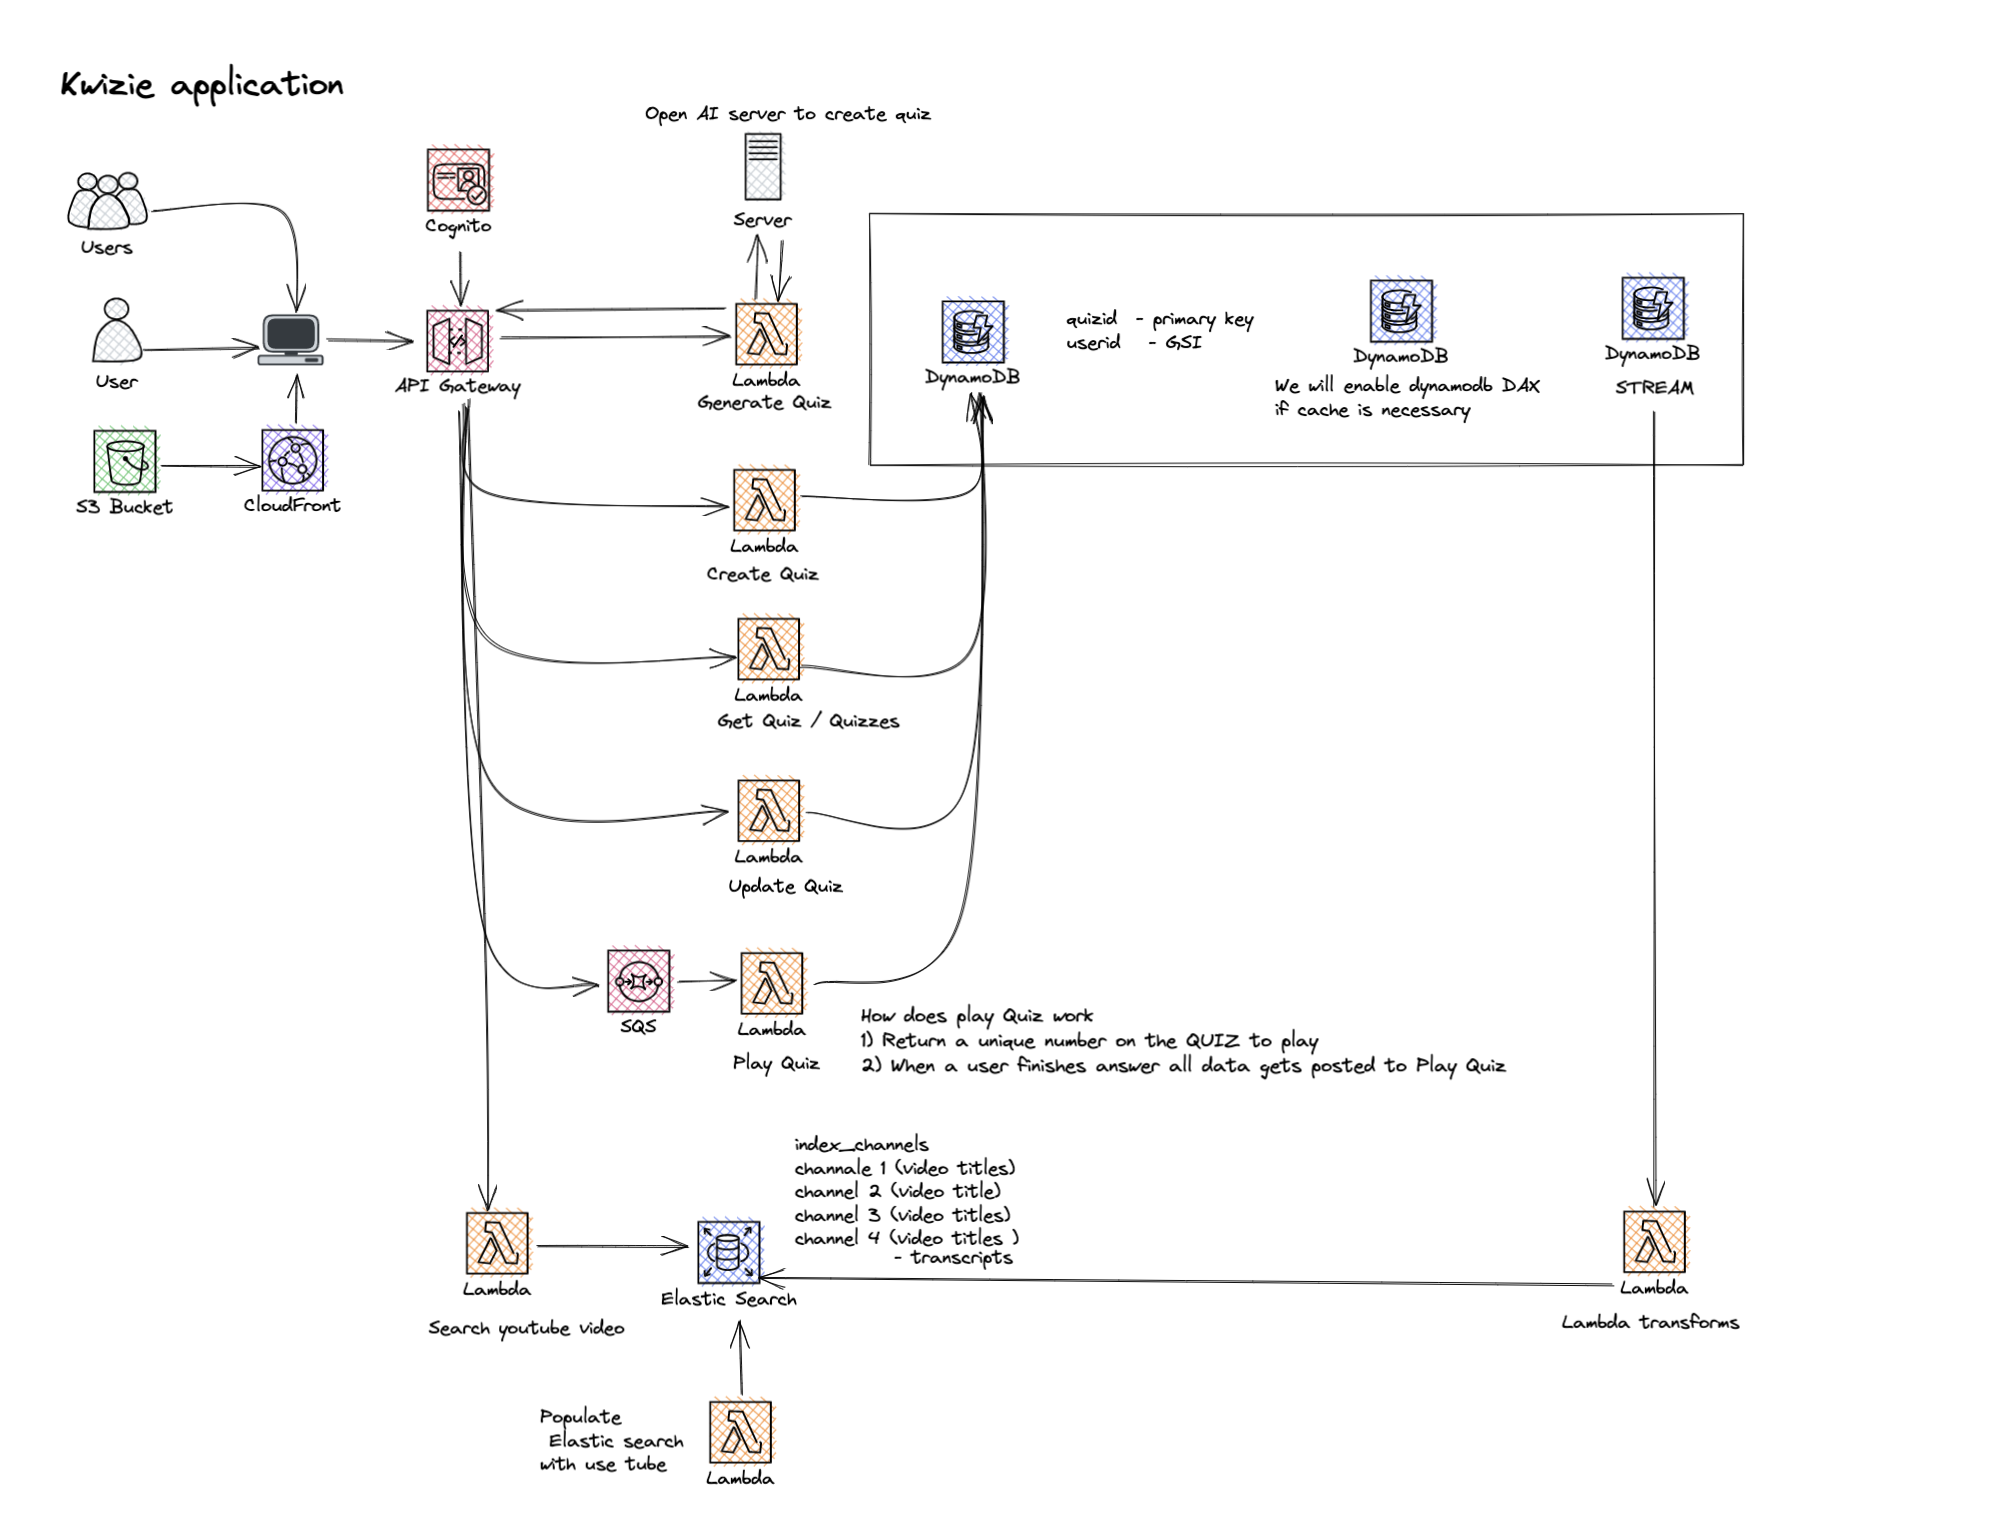 Kwizie application
Open AI server to create quiz
Users
Cognito
Server
User
API Gateway
Lambda
Generate Quiz
DynamoDB
quizid - primary key
userid - GSI
DynamoDB
We will enable dynamodb DAX
if cache is necessary
DynamoDB
STREAM
S3 Bucket
CloudFront
Lambda
Create Quiz
Lambda
Get Quiz / Quizzes
Lambda
Update Quiz
SQS
Lambda
Play Quiz
How does play Quiz work
1) Return a unique number on the QUIZ to play
2) When a user finishes answer all data gets posted to Play Quiz
index_channels
channale 1 (video titles)
channel 2 (video title)
channel 3 (video titles)
channel 4 (video titles )
- transcripts
Lambda
Search youtube video
Elastic Search
Lambda
Lambda transforms
Populate
Elastic search
with use tube
Lambda